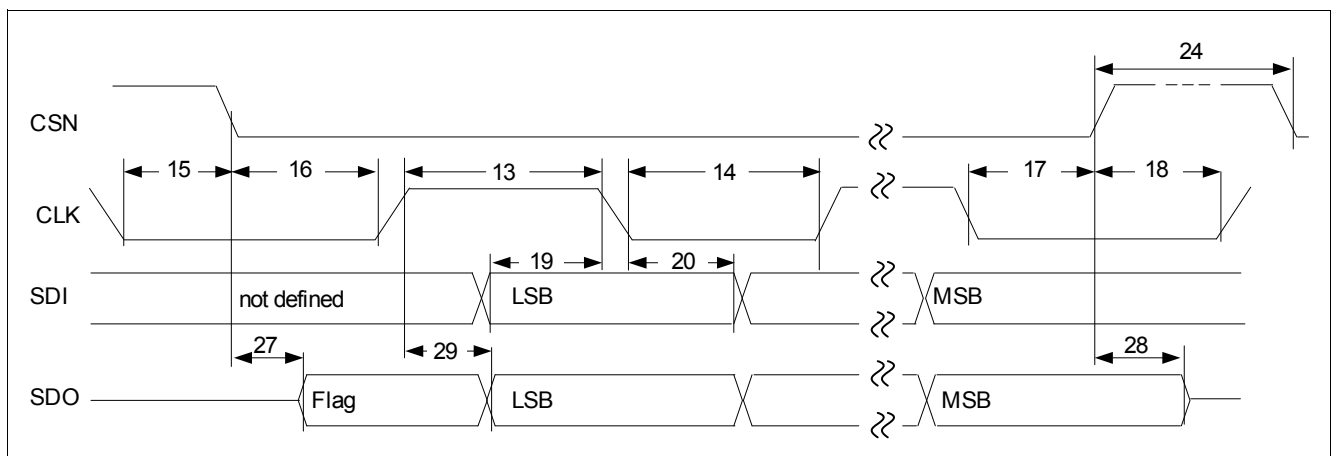 24
CSN
15 16 13 14 17 18
CLK
19 20
SDI not defined LSB MSB
27 29 28
SDO Flag LSB MSB